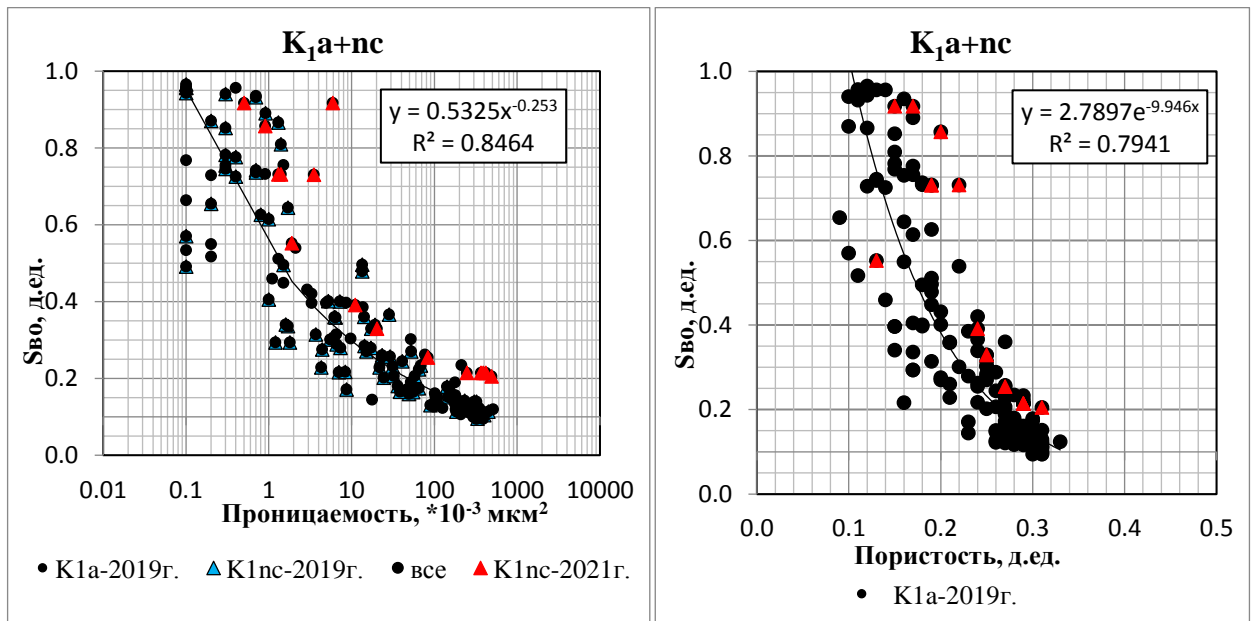 K₁a+nc
y = 0.5325x^-0.253
R² = 0.8464
Sво, д.ед.
1.0
0.8
0.6
0.4
0.2
0.0
0.01 0.1 1 10 100 1000 10000
Проницаемость, *10⁻³ мкм²
K1a-2019г. K1nc-2019г. все K1nc-2021г.
K₁a+nc
y = 2.7897e^-9.946x
R² = 0.7941
Sво, д.ед.
1.0
0.8
0.6
0.4
0.2
0.0
0.0 0.1 0.2 0.3 0.4 0.5
Пористость, д.ед.
K1a-2019г.